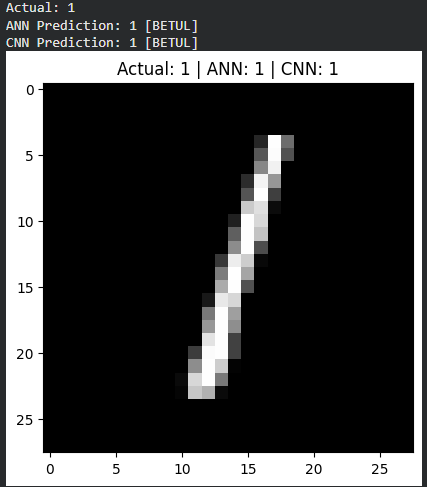 Actual: 1
ANN Prediction: 1 [BETUL]
CNN Prediction: 1 [BETUL]
Actual: 1 | ANN: 1 | CNN: 1
0
5
10
15
20
25
0 5 10 15 20 25